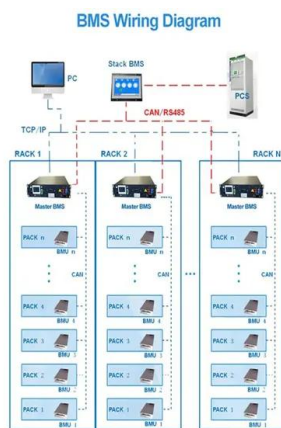 BMS Wiring Diagram
PC
Stack BMS
PCS
CAN/RS485
TCP/IP
RACK 1
RACK 2
RACK N
Master BMS
Master BMS
Master BMS
PACK n
BMU n
PACK n
BMU n
PACK n
BMU n
CAN
CAN
CAN
PACK 4
BMU 4
PACK 4
BMU 4
PACK 4
BMU 4
PACK 3
BMU 3
PACK 3
BMU 3
PACK 3
BMU 3
PACK 2
BMU 2
PACK 2
BMU 2
PACK 2
BMU 2
PACK 1
BMU 1
PACK 1
BMU 1
PACK 1
BMU 1